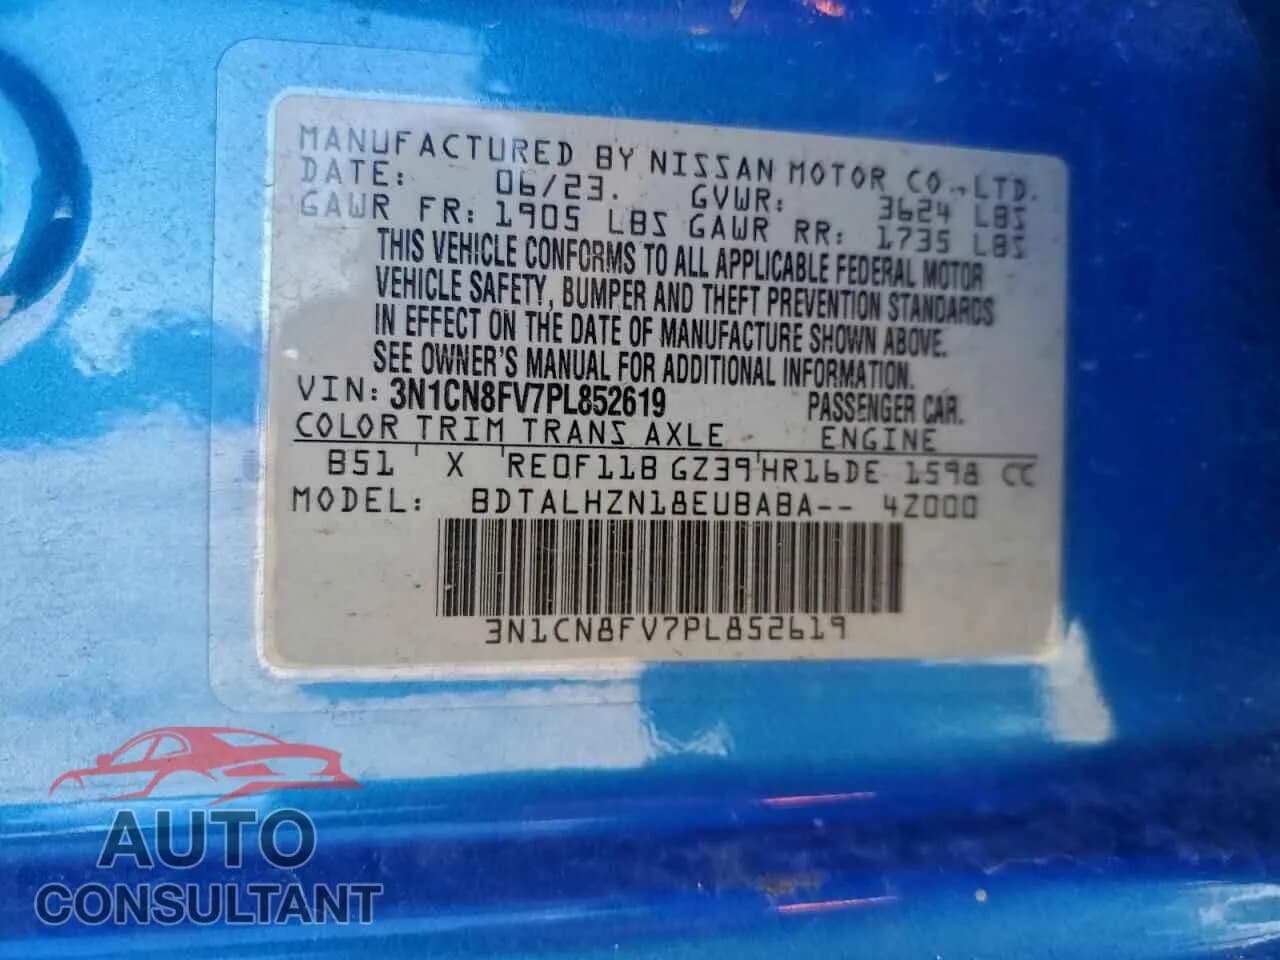 MANUFACTURED BY NISSAN MOTOR CO., LTD.
DATE: 06/23. GVWR: 3624 LBS
GAWR FR: 1905 LBS GAWR RR: 1735 LBS
THIS VEHICLE CONFORMS TO ALL APPLICABLE FEDERAL MOTOR
VEHICLE SAFETY, BUMPER AND THEFT PREVENTION STANDARDS
IN EFFECT ON THE DATE OF MANUFACTURE SHOWN ABOVE.
SEE OWNER'S MANUAL FOR ADDITIONAL INFORMATION.
VIN: 3N1CN8FV7PL852619 PASSENGER CAR.
COLOR TRIM TRANS AXLE ENGINE
B51 X RE0F11B GZ39 HR16DE 1598 CC
MODEL: BDTALHZN18EUBABA-- 4Z000
3N1CN8FV7PL852619
AUTO
CONSULTANT